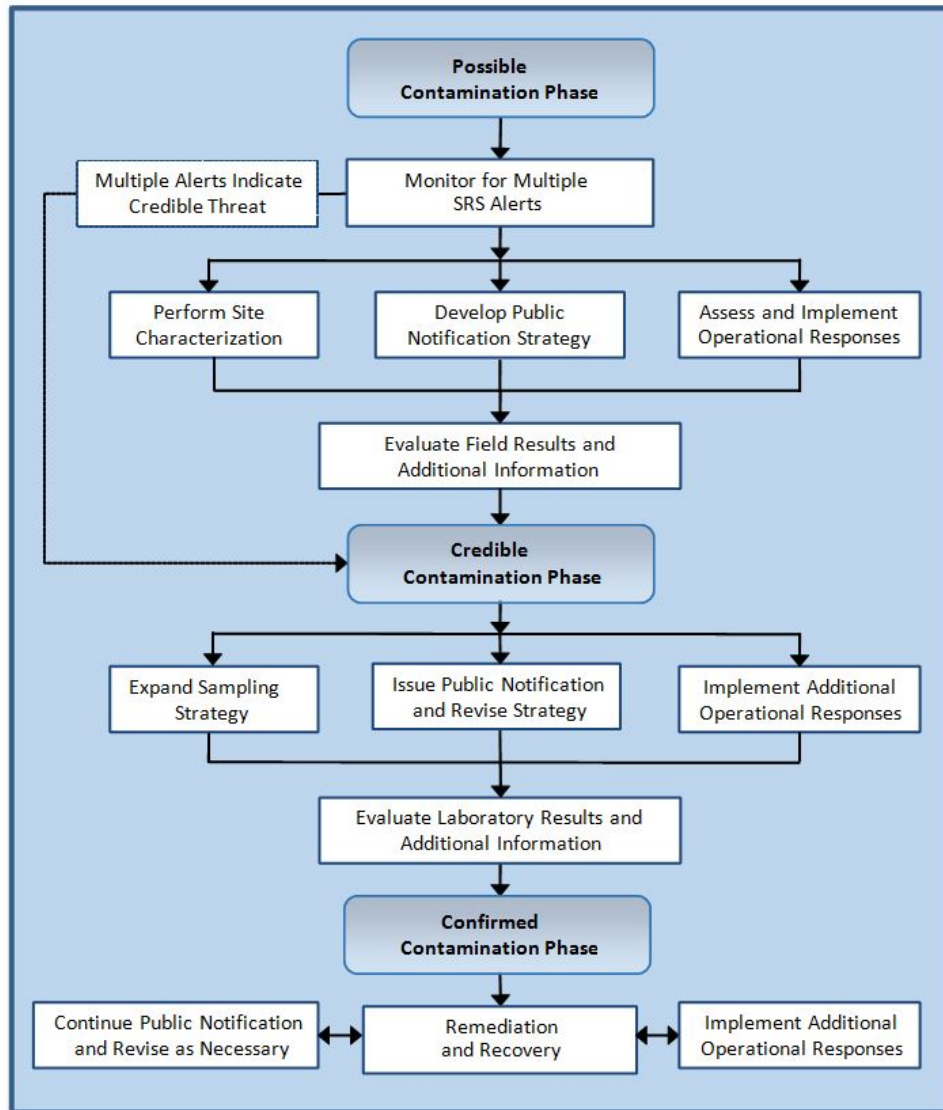 Possible
Contamination Phase
Multiple Alerts Indicate
Credible Threat
Monitor for Multiple
SRS Alerts
Perform Site
Characterization
Develop Public
Notification Strategy
Assess and Implement
Operational Responses
Evaluate Field Results and
Additional Information
Credible
Contamination Phase
Expand Sampling
Strategy
Issue Public Notification
and Revise Strategy
Implement Additional
Operational Responses
Evaluate Laboratory Results and
Additional Information
Confirmed
Contamination Phase
Continue Public Notification
and Revise as Necessary
Remediation
and Recovery
Implement Additional
Operational Responses